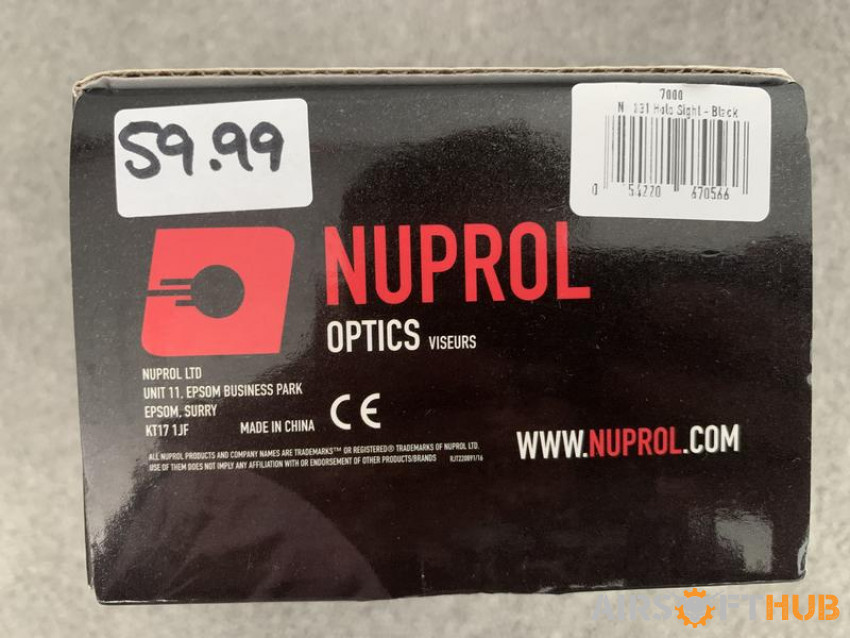 59.99
7000
N 331 Holo Sight - Black
670566
NUPROL
OPTICS VISEURS
NUPROL LTD
UNIT 11, EPSOM BUSINESS PARK
EPSOM, SURRY
KT17 1JF MADE IN CHINA CE
WWW.NUPROL.COM
ALL NUPROL PRODUCTS AND COMPANY NAMES ARE TRADEMARKS™ OR REGISTERED® TRADEMARKS OF NUPROL LTD.
USE OF THEM DOES NOT IMPLY ANY AFFILIATION WITH OR ENDORSEMENT OF OTHER PRODUCTS/BRANDS
AIRSOFTHUB